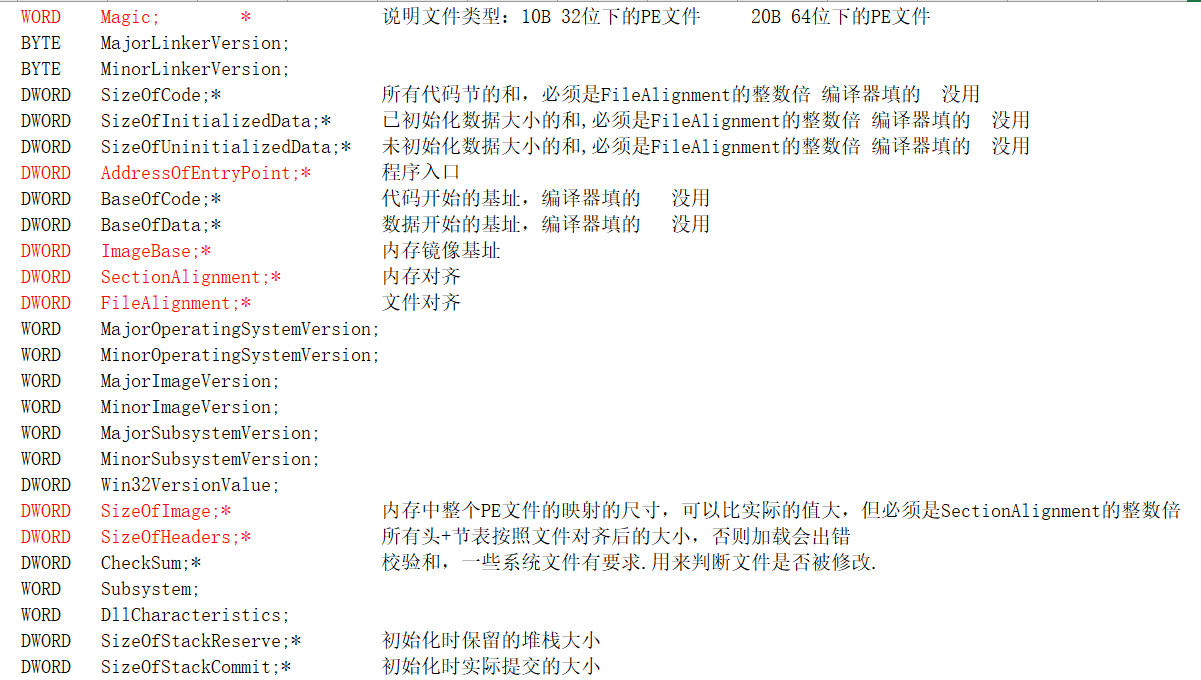 WORD Magic; * 说明文件类型：10B 32位下的PE文件 20B 64位下的PE文件
BYTE MajorLinkerVersion;
BYTE MinorLinkerVersion;
DWORD SizeOfCode;* 所有代码节的和，必须是FileAlignment的整数倍 编译器填的 没用
DWORD SizeOfInitializedData;* 已初始化数据大小的和,必须是FileAlignment的整数倍 编译器填的 没用
DWORD SizeOfUninitializedData;* 未初始化数据大小的和,必须是FileAlignment的整数倍 编译器填的 没用
DWORD AddressOfEntryPoint;* 程序入口
DWORD BaseOfCode;* 代码开始的基址，编译器填的 没用
DWORD BaseOfData;* 数据开始的基址，编译器填的 没用
DWORD ImageBase;* 内存镜像基址
DWORD SectionAlignment;* 内存对齐
DWORD FileAlignment;* 文件对齐
WORD MajorOperatingSystemVersion;
WORD MinorOperatingSystemVersion;
WORD MajorImageVersion;
WORD MinorImageVersion;
WORD MajorSubsystemVersion;
WORD MinorSubsystemVersion;
DWORD Win32VersionValue;
DWORD SizeOfImage;* 内存中整个PE文件的映射的尺寸，可以比实际的值大，但必须是SectionAlignment的整数倍
DWORD SizeOfHeaders;* 所有头+节表按照文件对齐后的大小，否则加载会出错
DWORD CheckSum;* 校验和，一些系统文件有要求.用来判断文件是否被修改.
WORD Subsystem;
WORD DllCharacteristics;
DWORD SizeOfStackReserve;* 初始化时保留的堆栈大小
DWORD SizeOfStackCommit;* 初始化时实际提交的大小